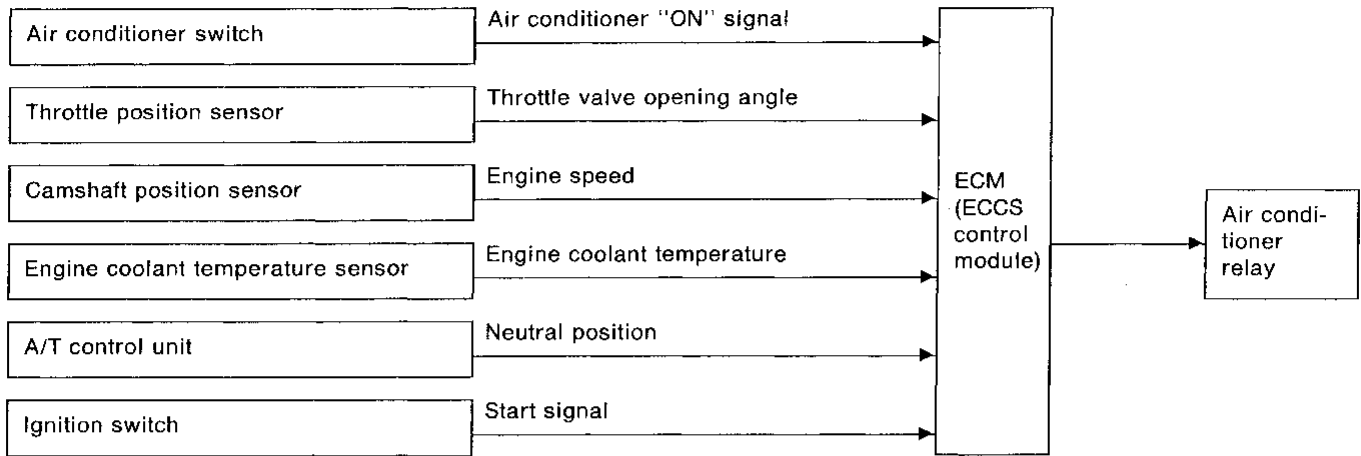 Air conditioner switch
Air conditioner "ON" signal
Throttle position sensor
Throttle valve opening angle
Camshaft position sensor
Engine speed
Engine coolant temperature sensor
Engine coolant temperature
A/T control unit
Neutral position
Ignition switch
Start signal
ECM
(ECCS
control
module)
Air condi-
tioner
relay